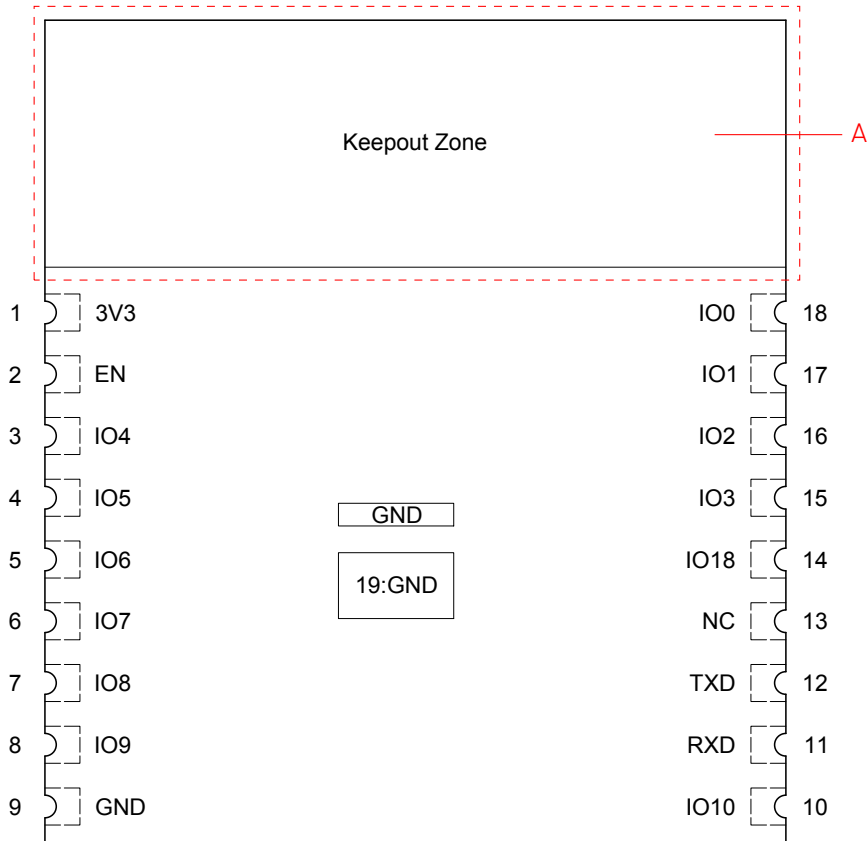 Keepout Zone
A
1 3V3 IO0 18
2 EN IO1 17
3 IO4 IO2 16
4 IO5 IO3 15
GND
5 IO6 IO18 14
19:GND
6 IO7 NC 13
7 IO8 TXD 12
8 IO9 RXD 11
9 GND IO10 10